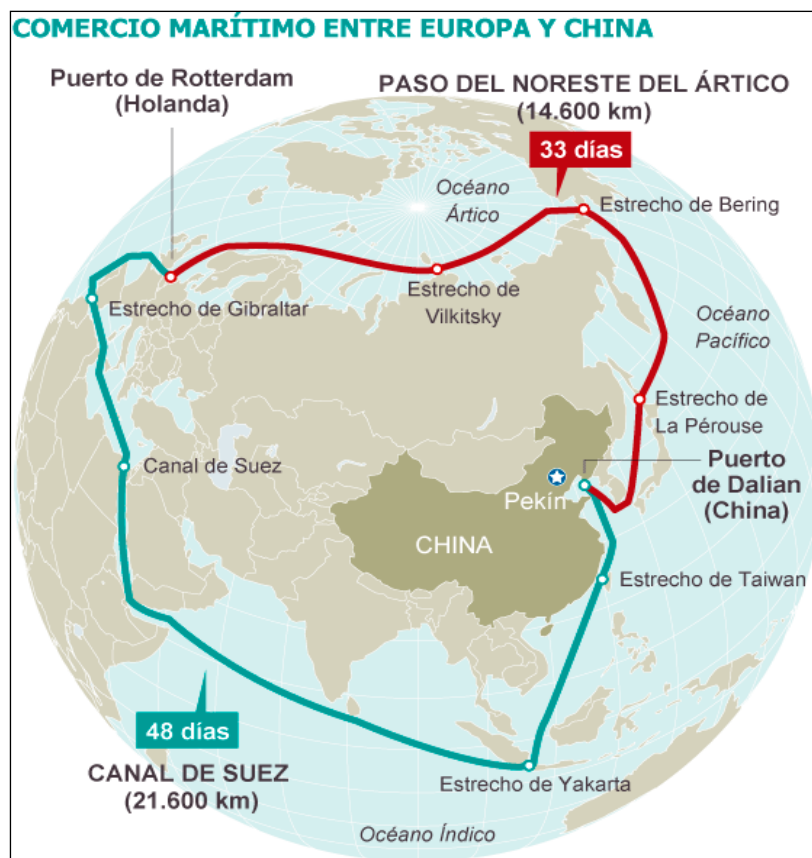 COMERCIO MARÍTIMO ENTRE EUROPA Y CHINA
Puerto de Rotterdam
(Holanda)
PASO DEL NORESTE DEL ÁRTICO
(14.600 km)
33 días
Océano
Ártico
Estrecho de Bering
Estrecho de Gibraltar
Estrecho de
Vilkitsky
Océano
Pacífico
Estrecho de
La Pérouse
Canal de Suez
Puerto
de Dalian
(China)
Pekín
CHINA
Estrecho de Taiwan
48 días
CANAL DE SUEZ
(21.600 km)
Estrecho de Yakarta
Océano Índico